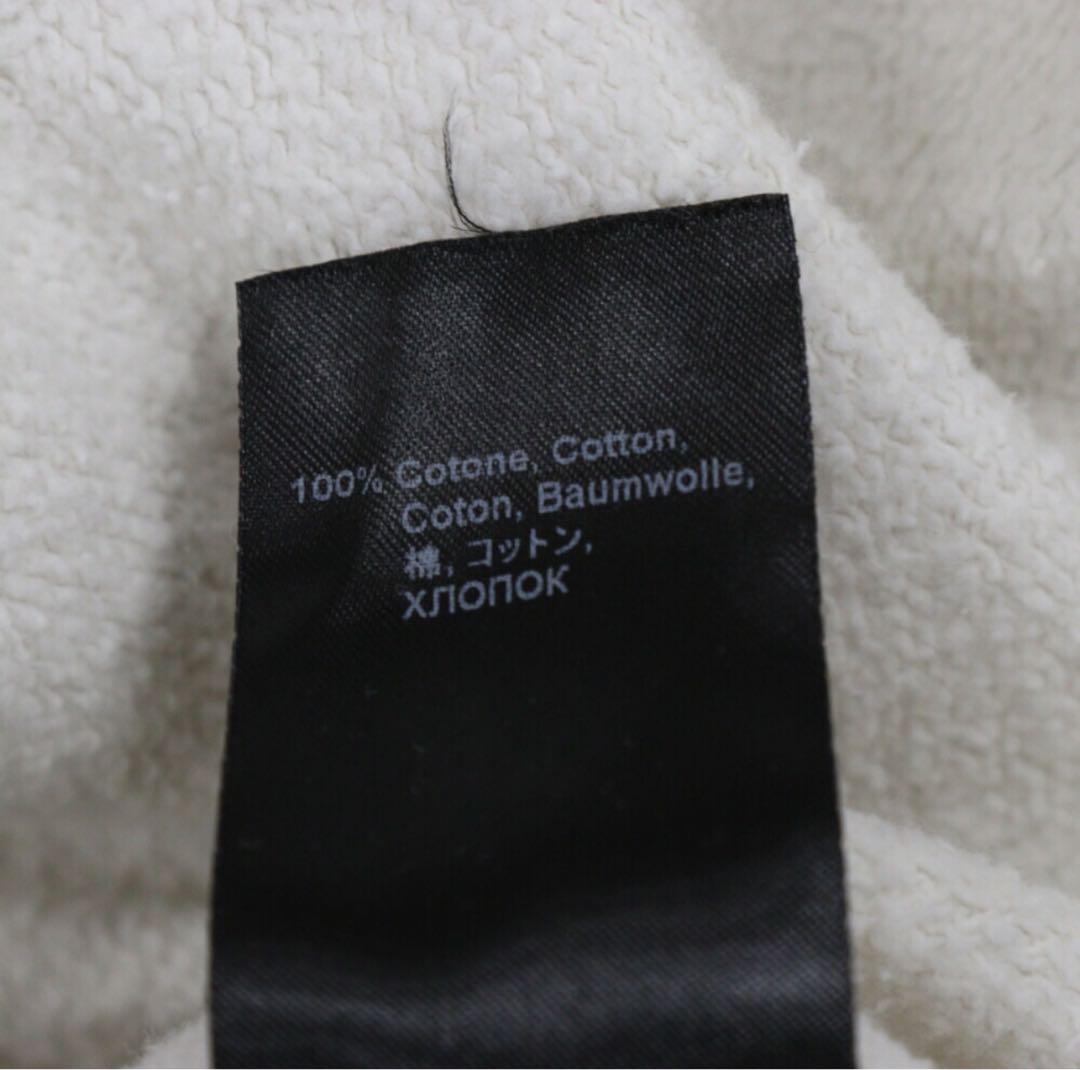 100% Cotone, Cotton,
Coton, Baumwolle,
棉, コットン,
ХЛОПОК